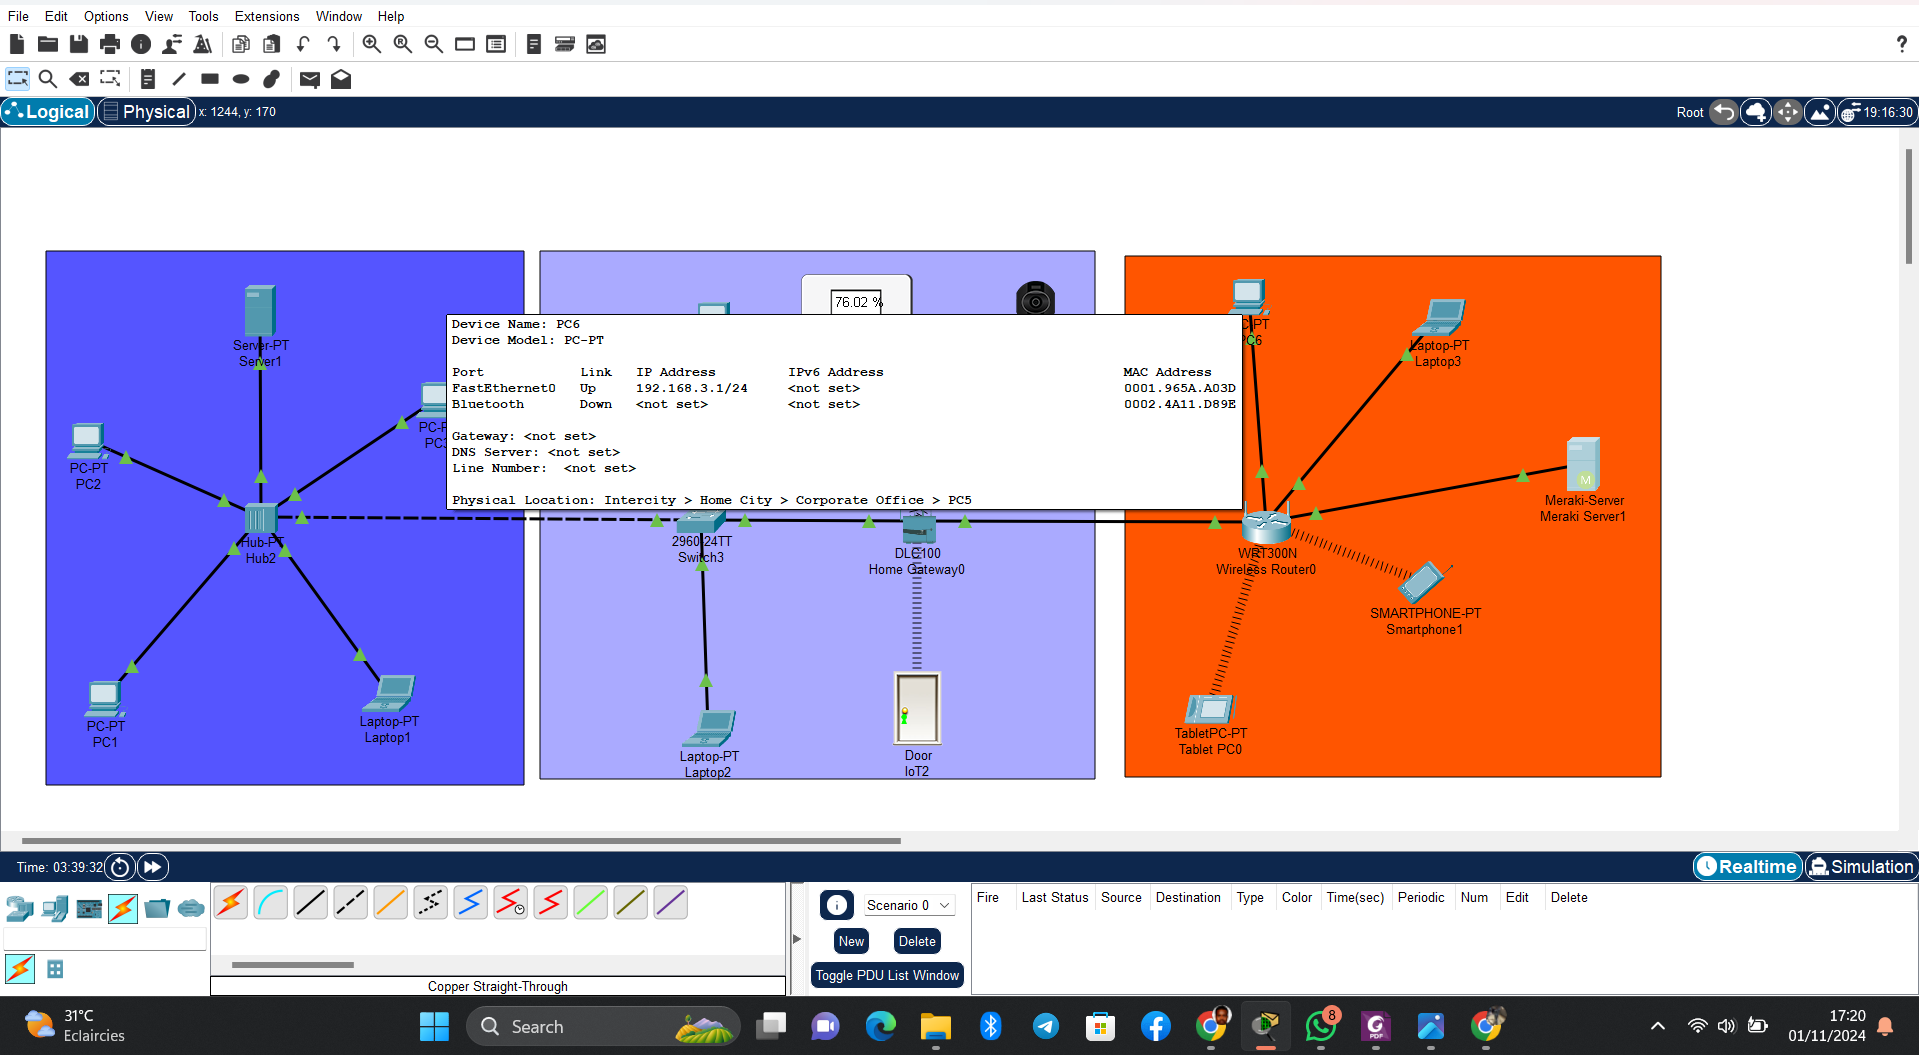 File Edit Options View Tools Extensions Window Help
?
Logical Physical x: 1244, y: 170 Root 19:16:30
Server-PT
Server1
PC-PT
PC2
PC-P
PC3
Hub-PT
Hub2
PC-PT
PC1
Laptop-PT
Laptop1
76.02 %
Device Name: PC6
Device Model: PC-PT
Port Link IP Address IPv6 Address MAC Address
FastEthernet0 Up 192.168.3.1/24 <not set> 0001.965A.A03D
Bluetooth Down <not set> <not set> 0002.4A11.D89E
Gateway: <not set>
DNS Server: <not set>
Line Number: <not set>
Physical Location: Intercity > Home City > Corporate Office > PC5
2960-24TT
Switch3
DLC100
Home Gateway0
Laptop-PT
Laptop2
Door
IoT2
C-PT
PC6
Laptop-PT
Laptop3
M
Meraki-Server
Meraki Server1
WRT300N
Wireless Router0
SMARTPHONE-PT
Smartphone1
TabletPC-PT
Tablet PC0
Time: 03:39:32 Realtime Simulation
Scenario 0
New Delete
Toggle PDU List Window
Fire Last Status Source Destination Type Color Time(sec) Periodic Num Edit Delete
Copper Straight-Through
31°C
Eclaircies
Search
8
PDF
17:20
01/11/2024